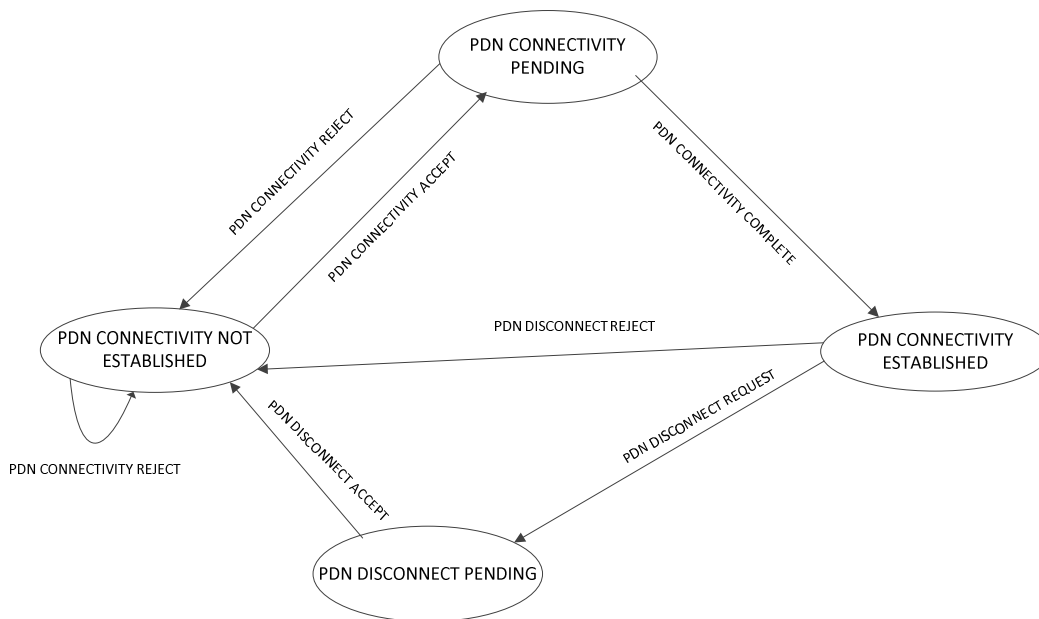 PDN CONNECTIVITY
PENDING
PDN CONNECTIVITY REJECT
PDN CONNECTIVITY ACCEPT
PDN CONNECTIVITY COMPLETE
PDN CONNECTIVITY NOT
ESTABLISHED
PDN DISCONNECT REJECT
PDN CONNECTIVITY
ESTABLISHED
PDN DISCONNECT REQUEST
PDN DISCONNECT ACCEPT
PDN CONNECTIVITY REJECT
PDN DISCONNECT PENDING